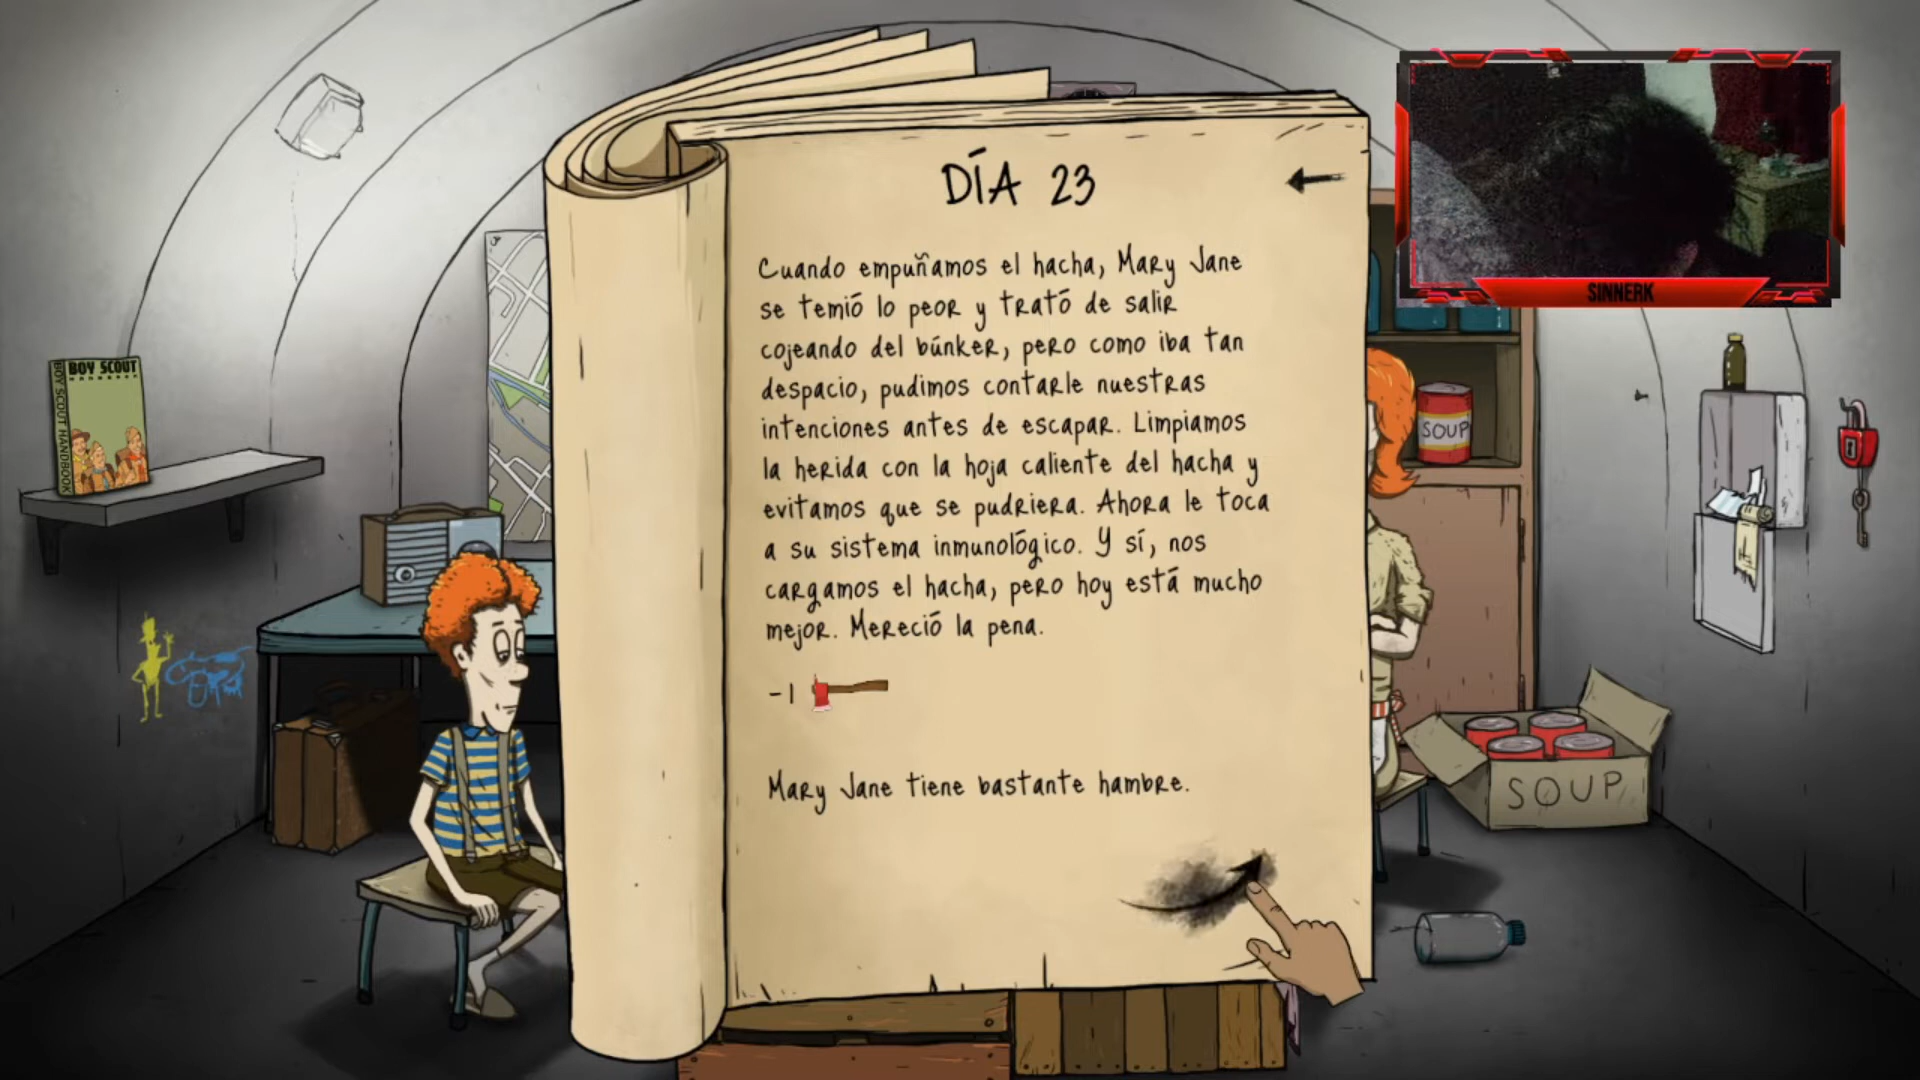 DÍA 23
Cuando empuñamos el hacha, Mary Jane
se temió lo peor y trató de salir
cojeando del búnker, pero como iba tan
despacio, pudimos contarle nuestras
intenciones antes de escapar. Limpiamos
la herida con la hoja caliente del hacha y
evitamos que se pudriera. Ahora le toca
a su sistema inmunológico. Y sí, nos
cargamos el hacha, pero hoy está mucho
mejor. Mereció la pena.
-1
Mary Jane tiene bastante hambre.
SINNERK
BOY SCOUT
HANDBOOK
BOY SCOUT HANDBOOK
SOUP
SOUP